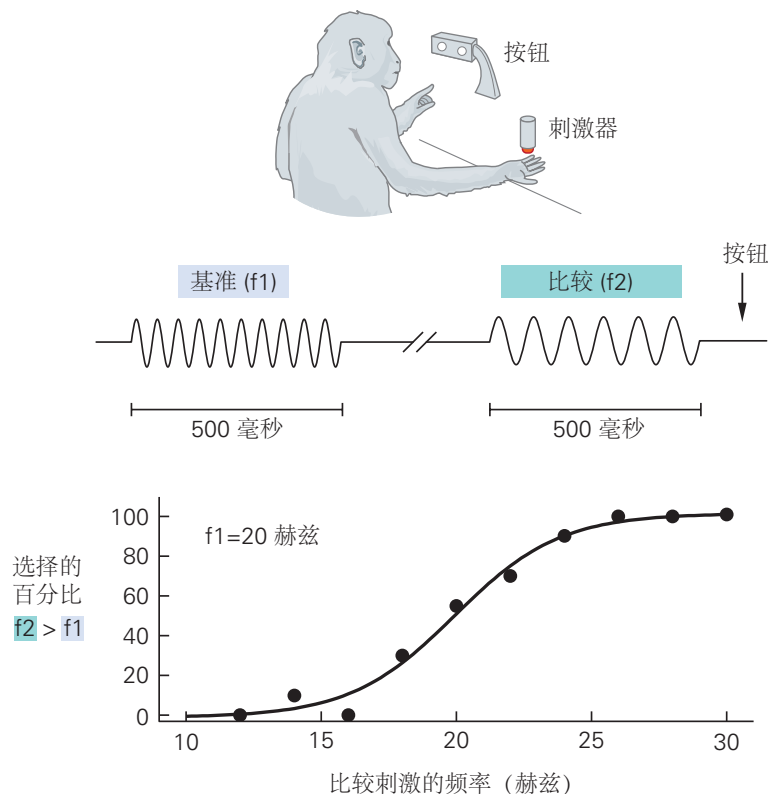 按钮
刺激器
按钮
基准 (f1)
比较 (f2)
500 毫秒
500 毫秒
f1=20 赫兹
选择的
百分比
f2 > f1
100
80
60
40
20
0
10
15
20
25
30
比较刺激的频率（赫兹）